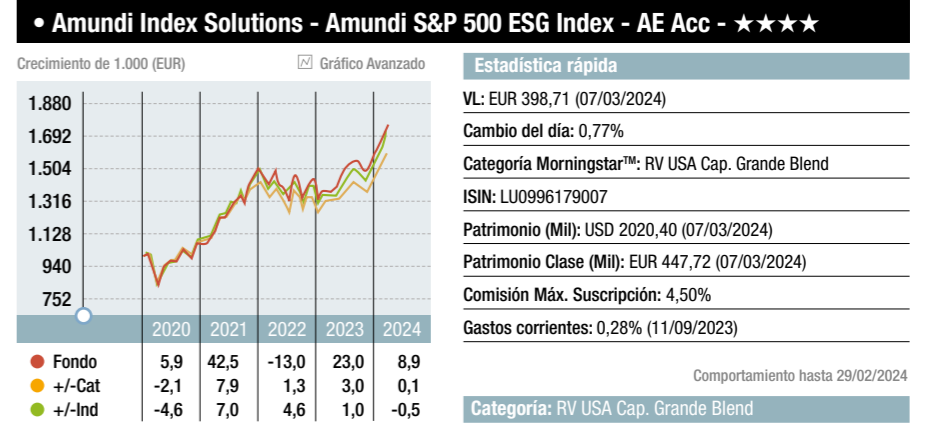 • Amundi Index Solutions - Amundi S&P 500 ESG Index - AE Acc - ★★★★
Crecimiento de 1.000 (EUR)
Gráfico Avanzado
1.880
1.692
1.504
1.316
1.128
940
752
2020 2021 2022 2023 2024
Fondo 5,9 42,5 -13,0 23,0 8,9
+/-Cat -2,1 7,9 1,3 3,0 0,1
+/-Ind -4,6 7,0 4,6 1,0 -0,5
Estadística rápida
VL: EUR 398,71 (07/03/2024)
Cambio del día: 0,77%
Categoría Morningstar™: RV USA Cap. Grande Blend
ISIN: LU0996179007
Patrimonio (Mil): USD 2020,40 (07/03/2024)
Patrimonio Clase (Mil): EUR 447,72 (07/03/2024)
Comisión Máx. Suscripción: 4,50%
Gastos corrientes: 0,28% (11/09/2023)
Comportamiento hasta 29/02/2024
Categoría: RV USA Cap. Grande Blend